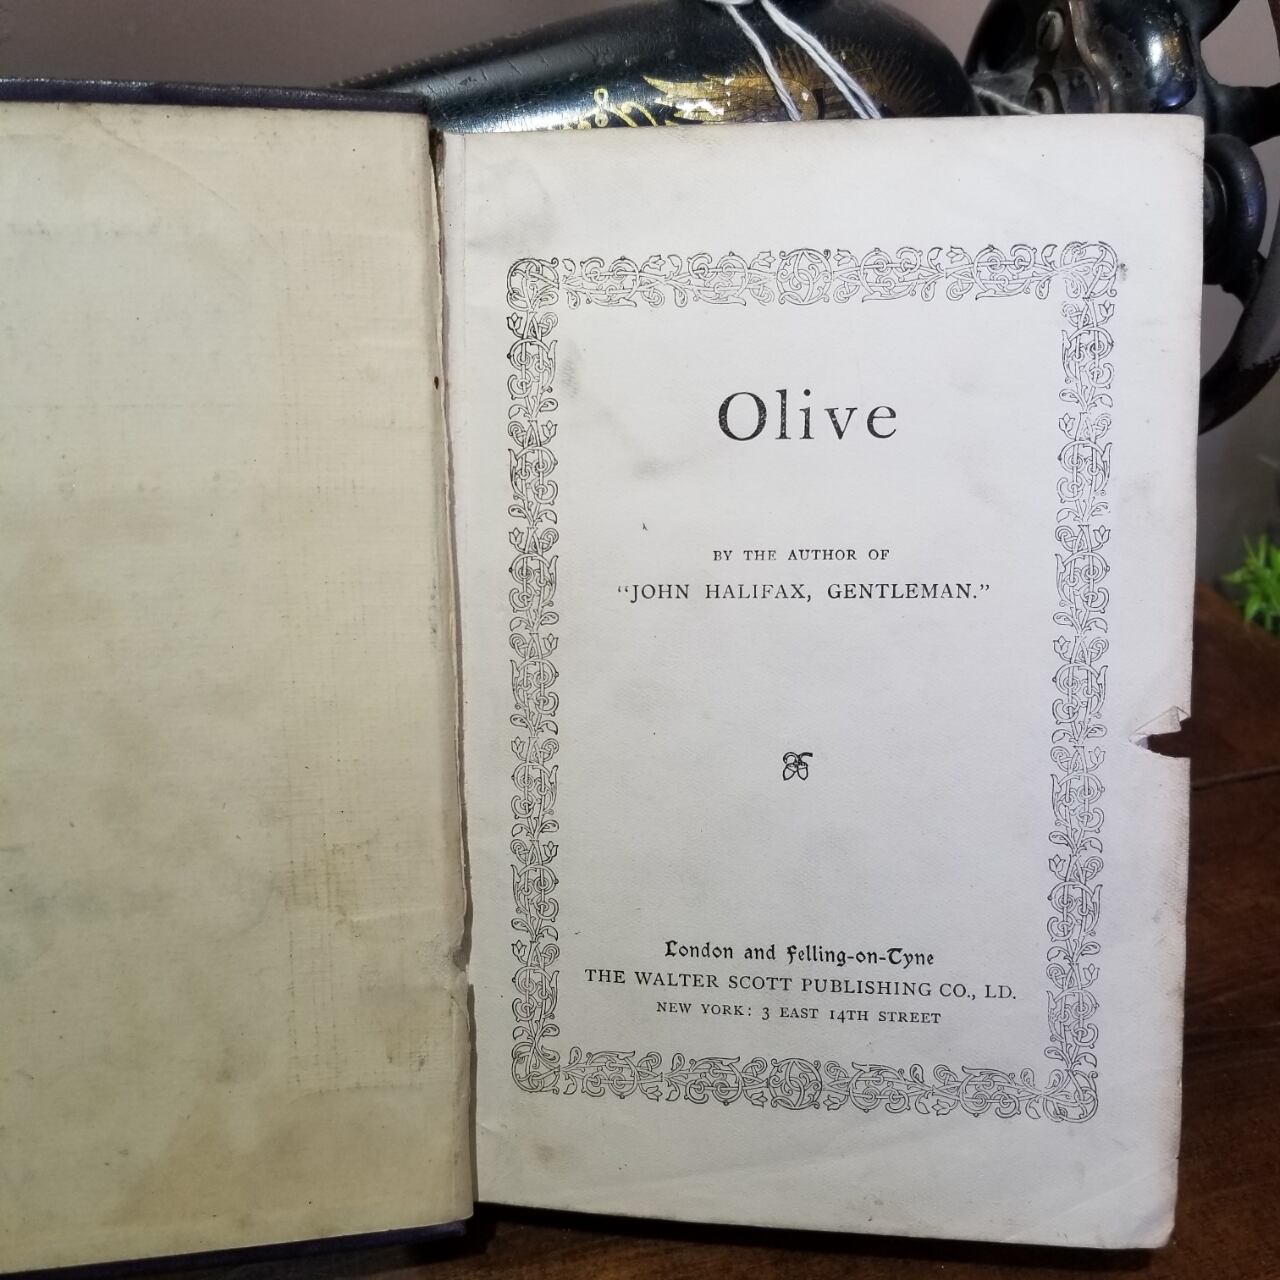 Olive
BY THE AUTHOR OF
“JOHN HALIFAX, GENTLEMAN.”
London and Felling-on-Tyne
THE WALTER SCOTT PUBLISHING CO., LD.
NEW YORK: 3 EAST 14TH STREET